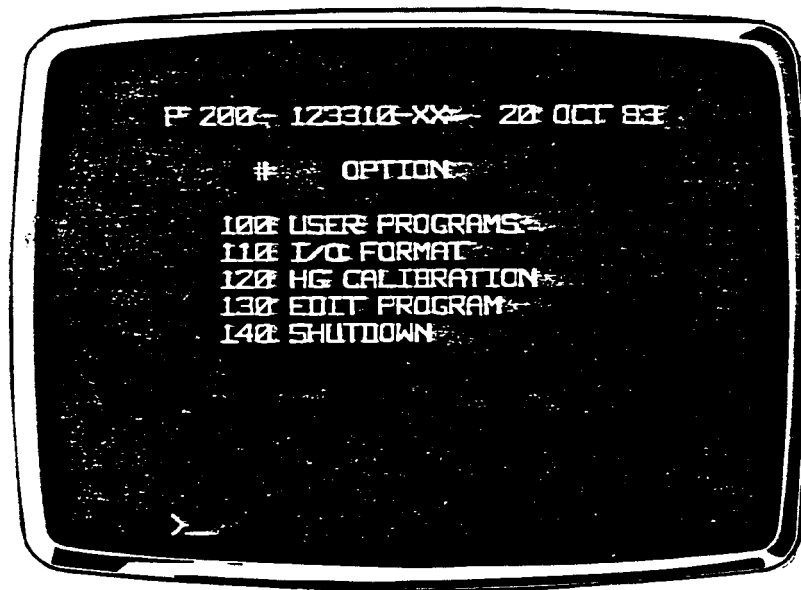 P 200 - 123310-XX - 20 OCT 83
# OPTION
100 USER PROGRAMS
110 I/O FORMAT
120 HG CALIBRATION
130 EDIT PROGRAM
140 SHUTDOWN
>_